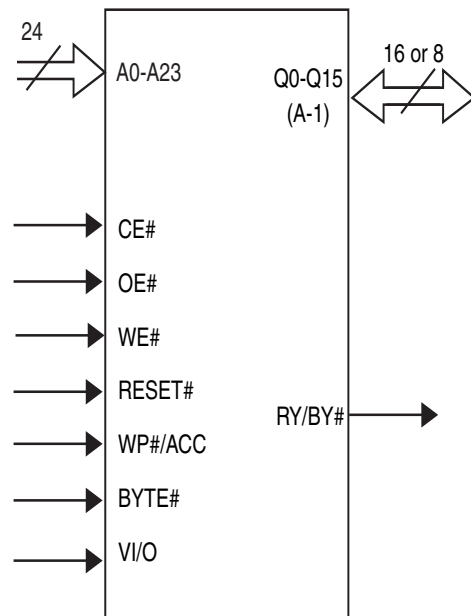 24
A0-A23
16 or 8
Q0-Q15
(A-1)
CE#
OE#
WE#
RESET#
RY/BY#
WP#/ACC
BYTE#
VI/O